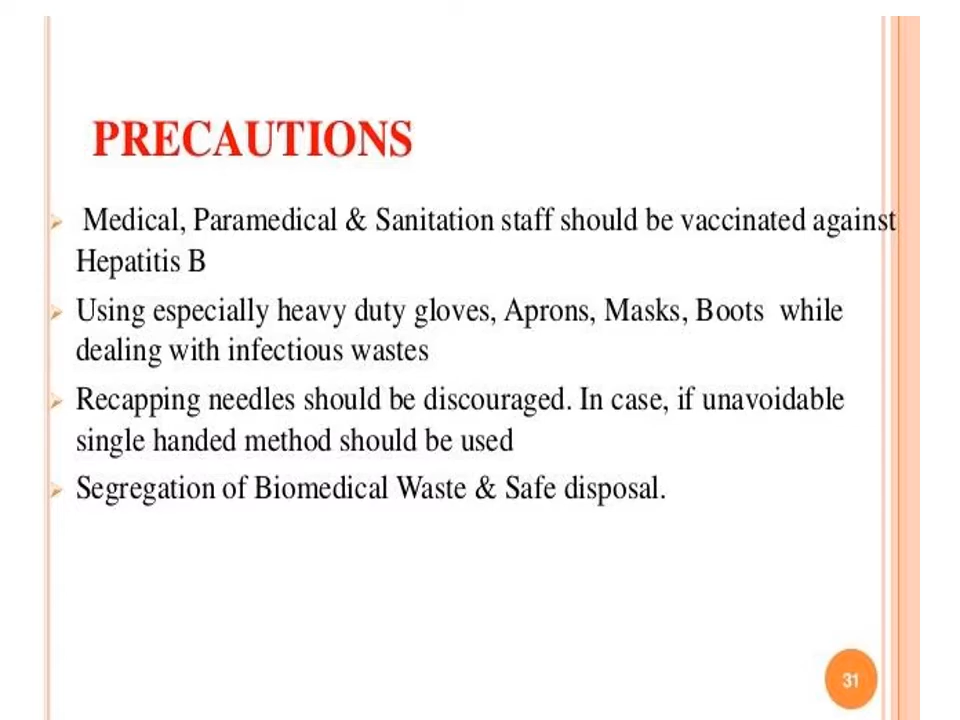 PRECAUTIONS
Medical, Paramedical & Sanitation staff should be vaccinated against
Hepatitis B
Using especially heavy duty gloves, Aprons, Masks, Boots while
dealing with infectious wastes
Recapping needles should be discouraged. In case, if unavoidable
single handed method should be used
Segregation of Biomedical Waste & Safe disposal.
31